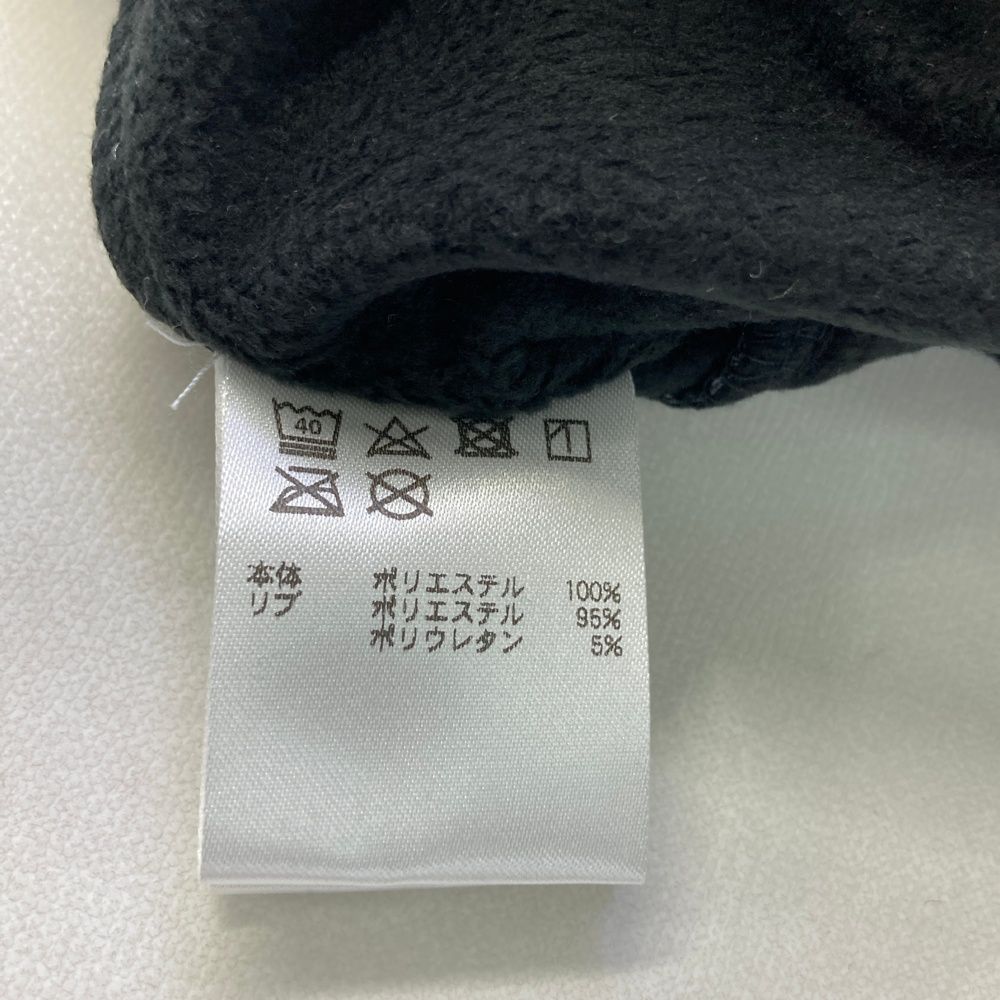 40
本体 ポリエステル 100%
リブ ポリエステル 95%
ポリウレタン 5%